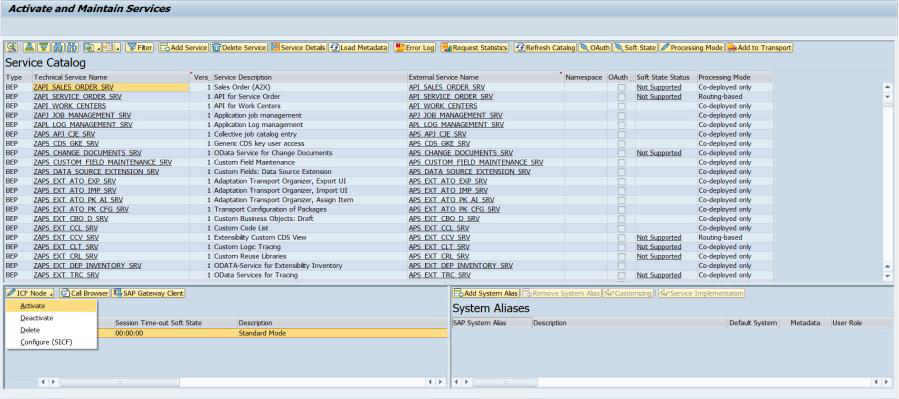 Activate and Maintain Services
Filter Add Service Delete Service Service Details Load Metadata Error Log Request Statistics Refresh Catalog OAuth Soft State Processing Mode Add to Transport
Service Catalog
Type Technical Service Name Vers. Service Description External Service Name Namespace OAuth Soft State Status Processing Mode
BEP ZAPI_SALES_ORDER_SRV 1 Sales Order (A2X) API_SALES_ORDER_SRV Not Supported Co-deployed only
BEP ZAPI_SERVICE_ORDER_SRV 1 API for Service Order API_SERVICE_ORDER_SRV Not Supported Routing-based
BEP ZAPI_WORK_CENTERS 1 API for Work Centers API_WORK_CENTERS Co-deployed only
BEP ZAPJ_JOB_MANAGEMENT_SRV 1 Application job management APJ_JOB_MANAGEMENT_SRV Co-deployed only
BEP ZAPL_LOG_MANAGEMENT_SRV 1 Application Log management APL_LOG_MANAGEMENT_SRV Co-deployed only
BEP ZAPS_APJ_CJE_SRV 1 Collective job catalog entry APS_APJ_CJE_SRV Co-deployed only
BEP ZAPS_CDS_GKE_SRV 1 Generic CDS key user access APS_CDS_GKE_SRV Co-deployed only
BEP ZAPS_CHANGE_DOCUMENTS_SRV 1 OData Service for Change Documents APS_CHANGE_DOCUMENTS_SRV Not Supported Co-deployed only
BEP ZAPS_CUSTOM_FIELD_MAINTENANCE_SRV 1 Custom Field Maintenance APS_CUSTOM_FIELD_MAINTENANCE_SRV Co-deployed only
BEP ZAPS_DATA_SOURCE_EXTENSION_SRV 1 Custom Fields: Data Source Extension APS_DATA_SOURCE_EXTENSION_SRV Co-deployed only
BEP ZAPS_EXT_ATO_EXP_SRV 1 Adaptation Transport Organizer, Export UI APS_EXT_ATO_EXP_SRV Co-deployed only
BEP ZAPS_EXT_ATO_IMP_SRV 1 Adaptation Transport Organizer, Import UI APS_EXT_ATO_IMP_SRV Co-deployed only
BEP ZAPS_EXT_ATO_PK_AI_SRV 1 Adaptation Transport Organizer, Assign Item APS_EXT_ATO_PK_AI_SRV Co-deployed only
BEP ZAPS_EXT_ATO_PK_CFG_SRV 1 Transport Configuration of Packages APS_EXT_ATO_PK_CFG_SRV Co-deployed only
BEP ZAPS_EXT_CBO_D_SRV 1 Custom Business Objects: Draft APS_EXT_CBO_D_SRV Co-deployed only
BEP ZAPS_EXT_CCL_SRV 1 Custom Code List APS_EXT_CCL_SRV Co-deployed only
BEP ZAPS_EXT_CCV_SRV 1 Extensibility Custom CDS View APS_EXT_CCV_SRV Not Supported Routing-based
BEP ZAPS_EXT_CLT_SRV 1 Custom Logic Tracing APS_EXT_CLT_SRV Not Supported Co-deployed only
BEP ZAPS_EXT_CRL_SRV 1 Custom Reuse Libraries APS_EXT_CRL_SRV Not Supported Co-deployed only
BEP ZAPS_EXT_DEP_INVENTORY_SRV 1 ODATA-Service for Extensibility Inventory APS_EXT_DEP_INVENTORY_SRV Co-deployed only
BEP ZAPS_EXT_TRC_SRV 1 OData Services for Tracing APS_EXT_TRC_SRV Not Supported Co-deployed only
ICF Node Call Browser SAP Gateway Client
Activate
Deactivate
Delete
Configure (SICF)
Session Time-out Soft State Description
00:00:00 Standard Mode
Add System Alias Remove System Alias Customizing Service Implementation
System Aliases
SAP System Alias Description Default System Metadata User Role